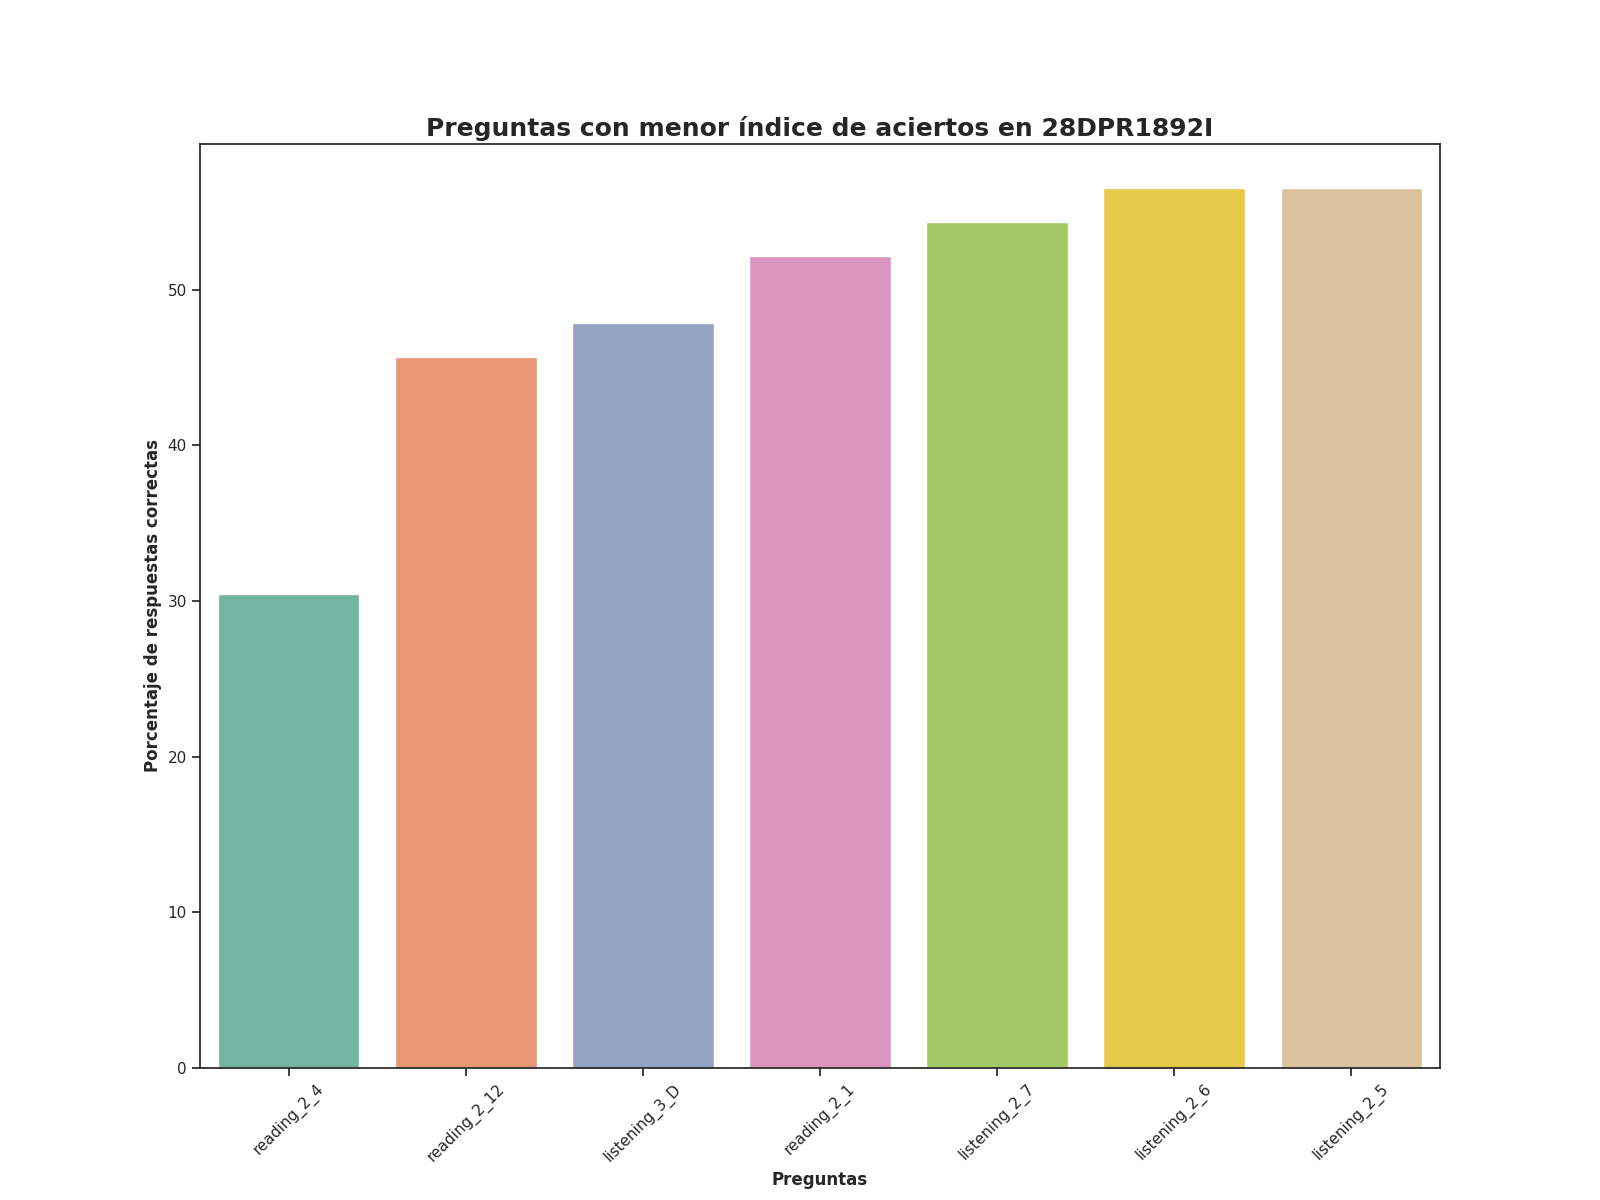 Preguntas con menor índice de aciertos en 28DPR1892I
Porcentaje de respuestas correctas
50
40
30
20
10
0
reading_2_4
reading_2_12
listening_3_D
reading_2_1
listening_2_7
listening_2_6
listening_2_5
Preguntas